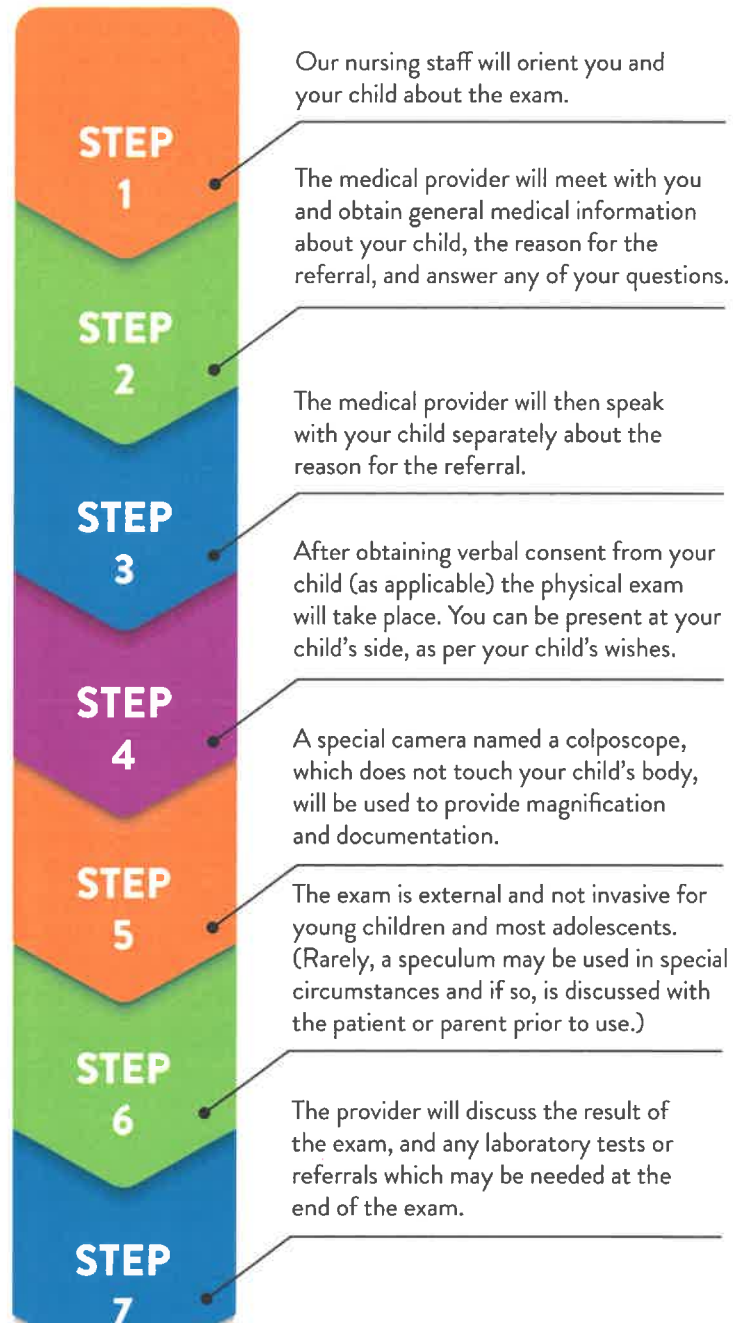 STEP
1
Our nursing staff will orient you and
your child about the exam.
STEP
2
The medical provider will meet with you
and obtain general medical information
about your child, the reason for the
referral, and answer any of your questions.
STEP
3
The medical provider will then speak
with your child separately about the
reason for the referral.
STEP
4
After obtaining verbal consent from your
child (as applicable) the physical exam
will take place. You can be present at your
child's side, as per your child's wishes.
STEP
5
A special camera named a colposcope,
which does not touch your child's body,
will be used to provide magnification
and documentation.
STEP
6
The exam is external and not invasive for
young children and most adolescents.
(Rarely, a speculum may be used in special
circumstances and if so, is discussed with
the patient or parent prior to use.)
STEP
7
The provider will discuss the result of
the exam, and any laboratory tests or
referrals which may be needed at the
end of the exam.